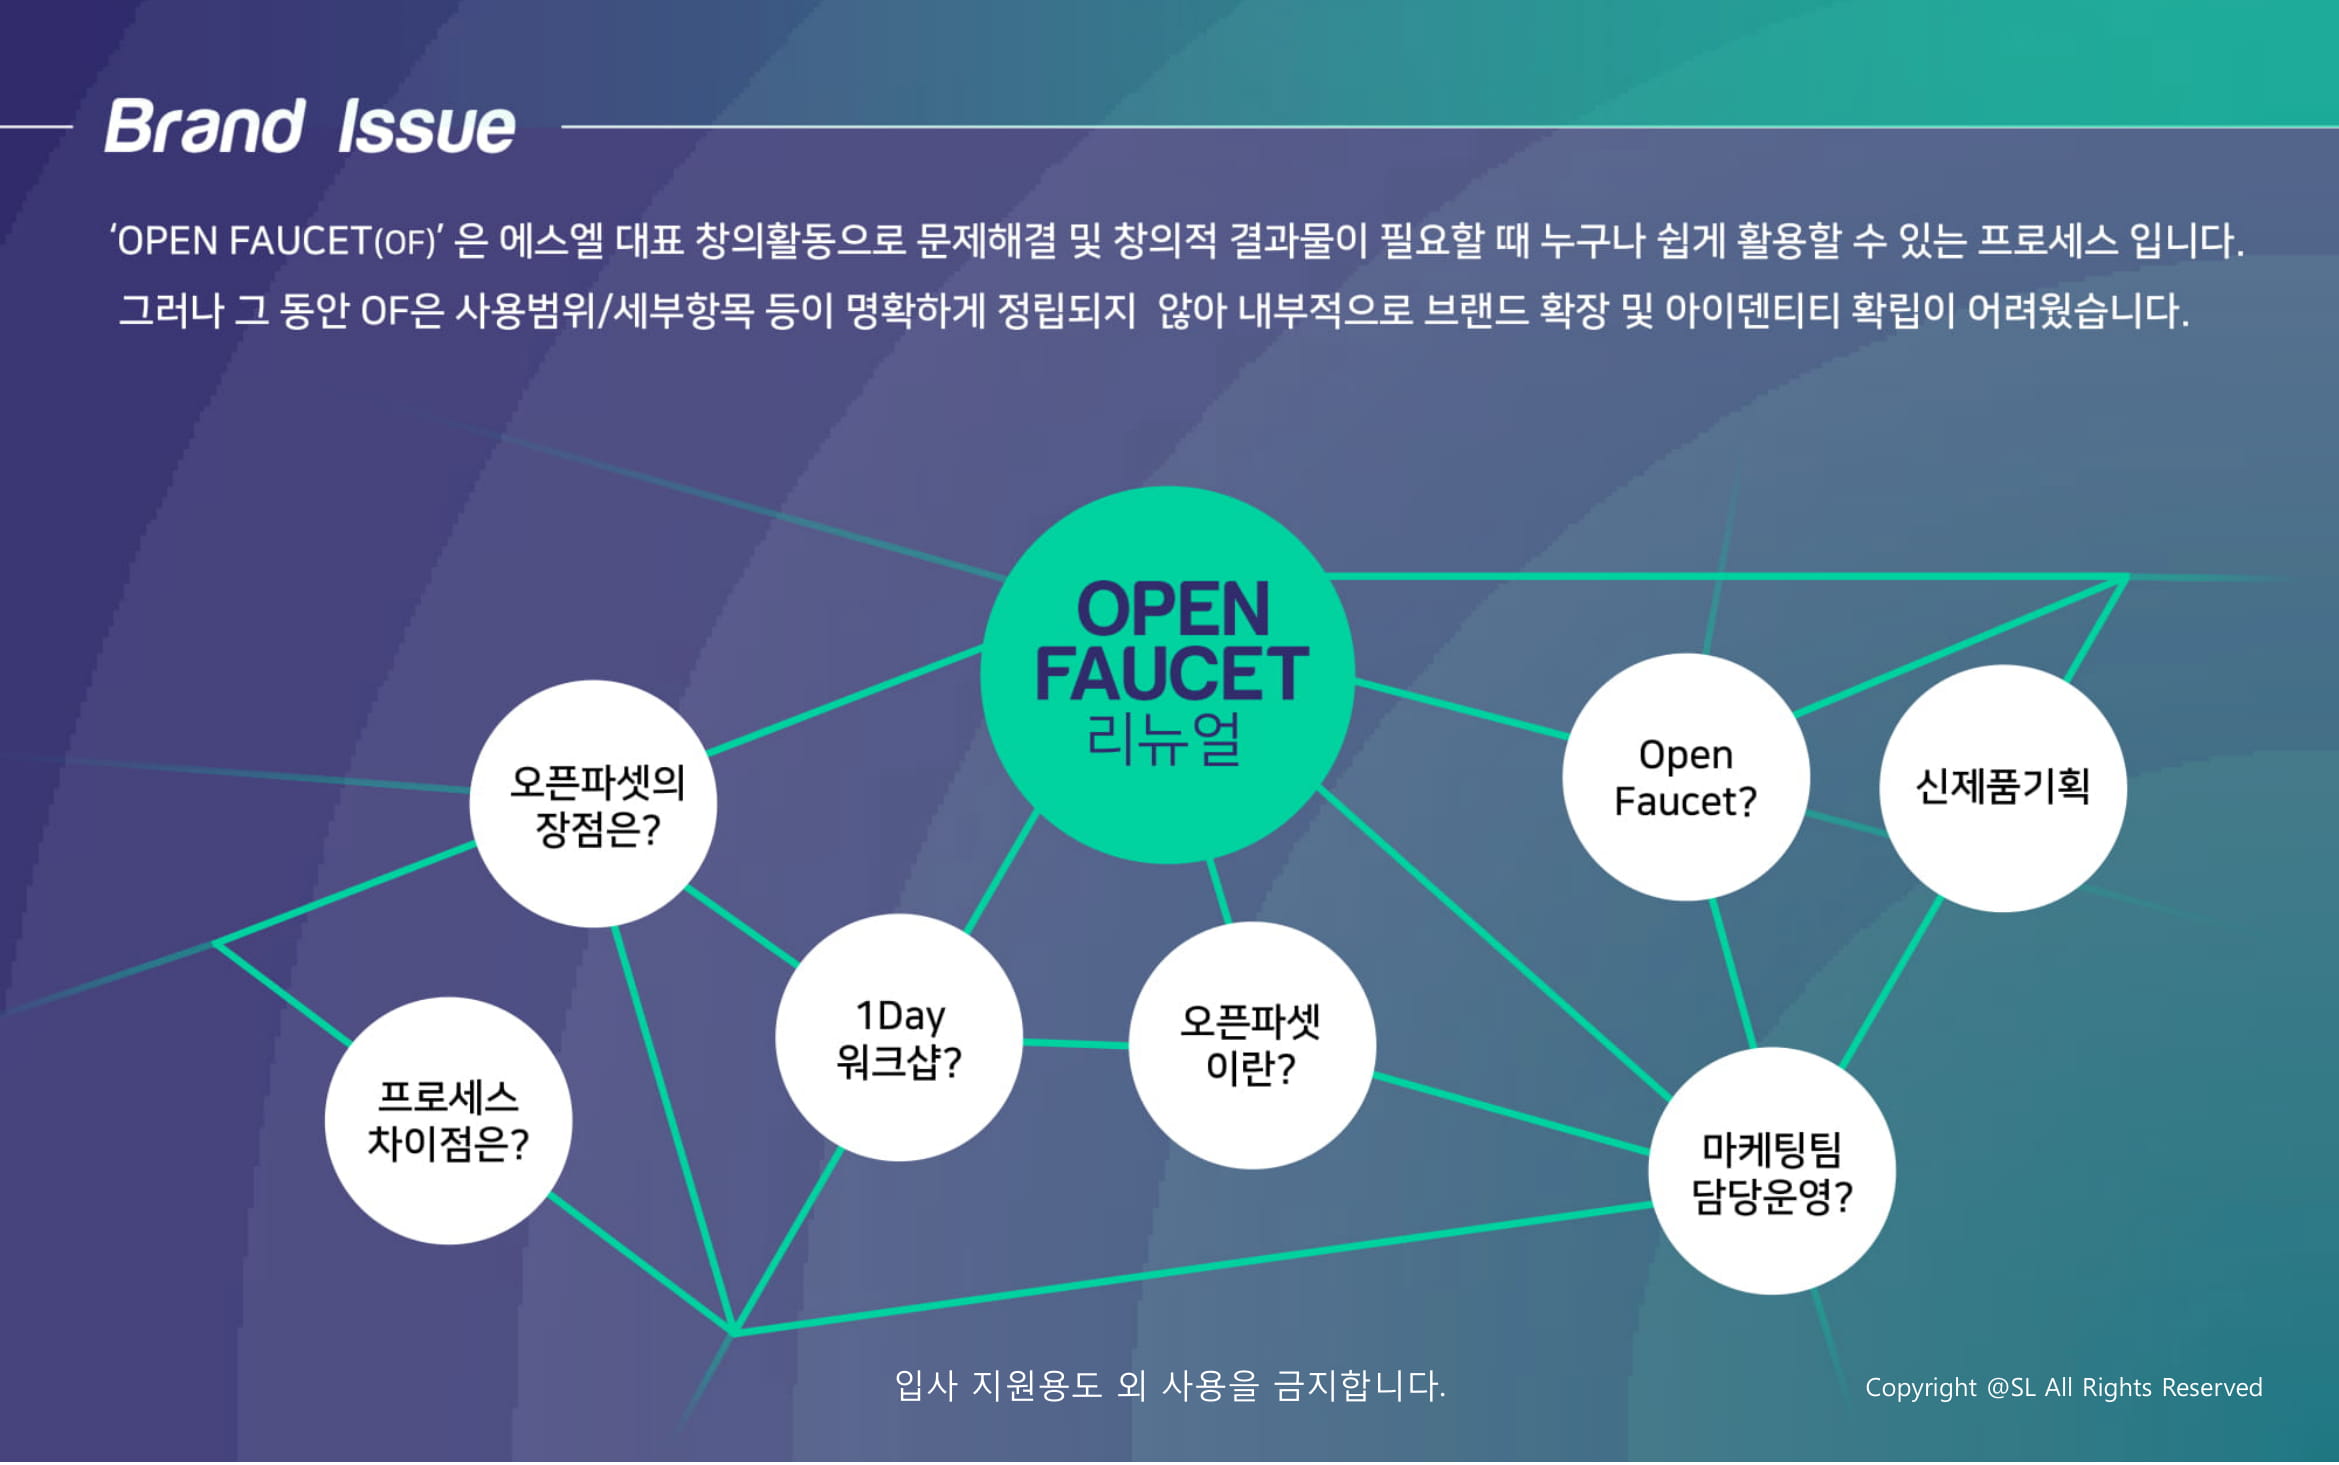 Brand Issue
‘OPEN FAUCET(OF)’ 은 에스엘 대표 창의활동으로 문제해결 및 창의적 결과물이 필요할 때 누구나 쉽게 활용할 수 있는 프로세스 입니다.
그러나 그 동안 OF은 사용범위/세부항목 등이 명확하게 정립되지 않아 내부적으로 브랜드 확장 및 아이덴티티 확립이 어려웠습니다.
OPEN
FAUCET
리뉴얼
오픈파셋의
장점은?
Open
Faucet?
신제품기획
1Day
워크샵?
오픈파셋
이란?
프로세스
차이점은?
마케팅팀
담당운영?
입사 지원용도 외 사용을 금지합니다.
Copyright @SL All Rights Reserved